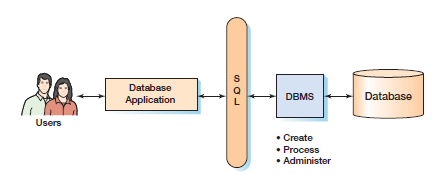 Users
Database
Application
S
Q
L
DBMS
• Create
• Process
• Administer
Database